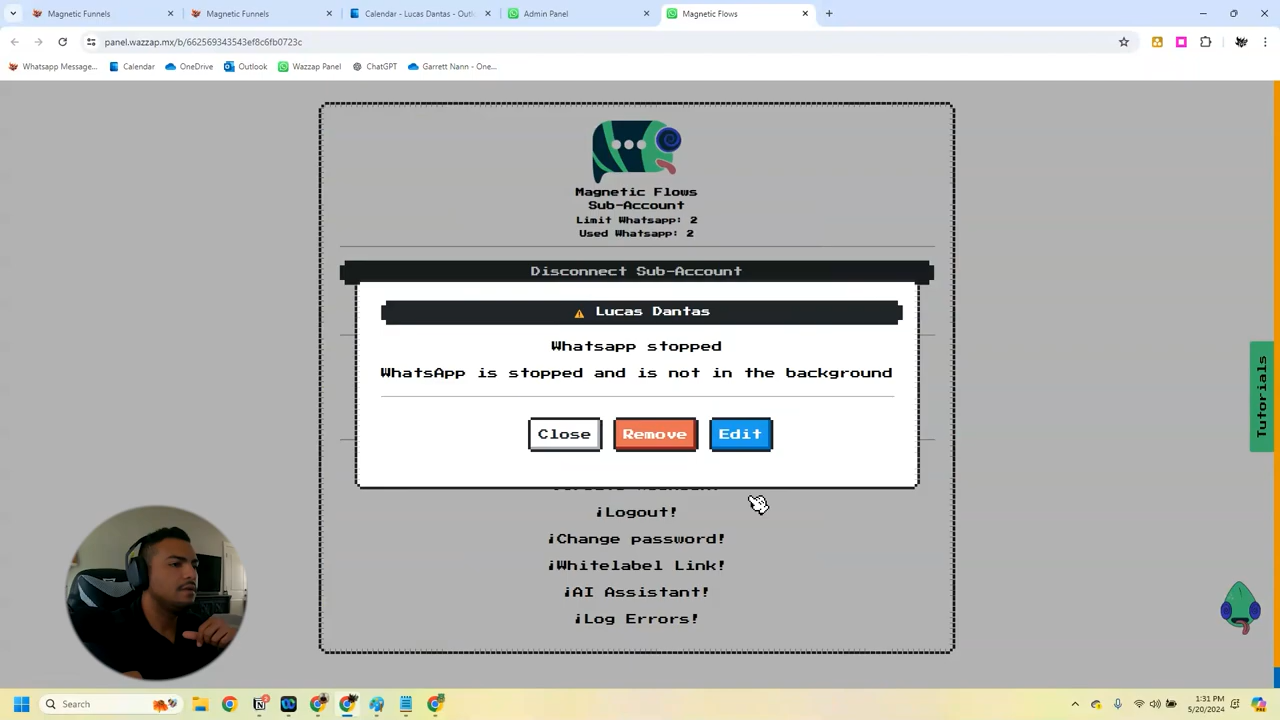 Magnetic Funnels
Magnetic Funnels
Calendar - Lucas Dantas - Outl
Admin Panel
Magnetic Flows
panel.wazzap.mx/b/662569343543ef8c6fb0723c
Whatsapp Message...
Calendar
OneDrive
Outlook
Wazzap Panel
ChatGPT
Garrett Nann - One...
Magnetic Flows
Sub-Account
Limit Whatsapp: 2
Used Whatsapp: 2
Disconnect Sub-Account
Lucas Dantas
Whatsapp stopped
WhatsApp is stopped and is not in the background
Close
Remove
Edit
¡Logout!
¡Change password!
¡Whitelabel Link!
¡AI Assistant!
¡Log Errors!
Tutorials
Search
1:31 PM
5/20/2024